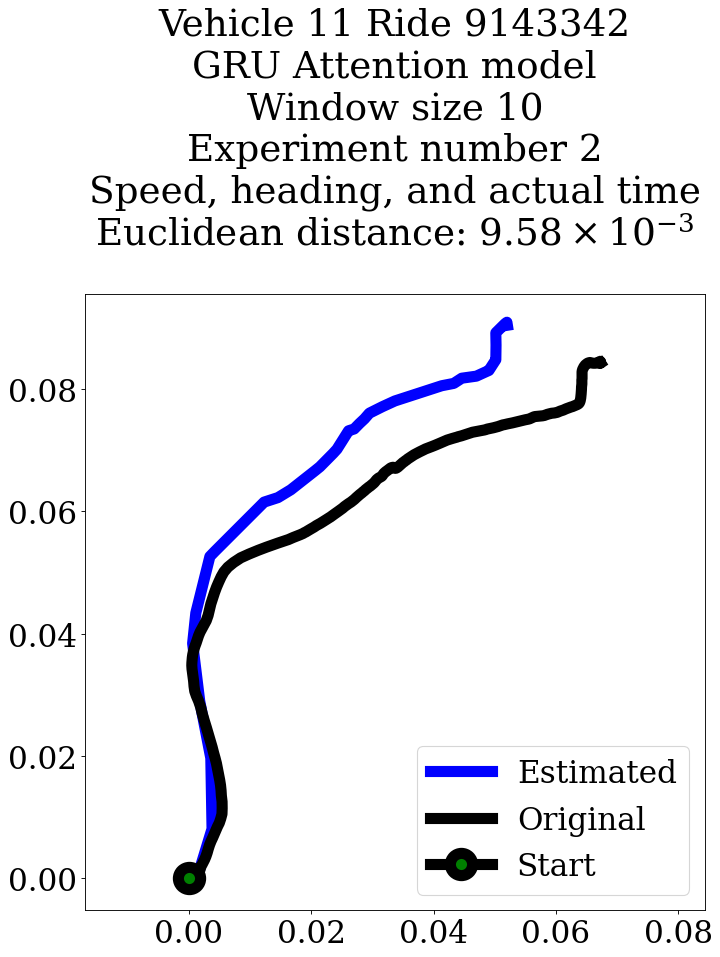 Vehicle 11 Ride 9143342
GRU Attention model
Window size 10
Experiment number 2
Speed, heading, and actual time
Euclidean distance: 9.58 × 10⁻³
0.08
0.06
0.04
0.02
0.00
Estimated
Original
Start
0.00 0.02 0.04 0.06 0.08